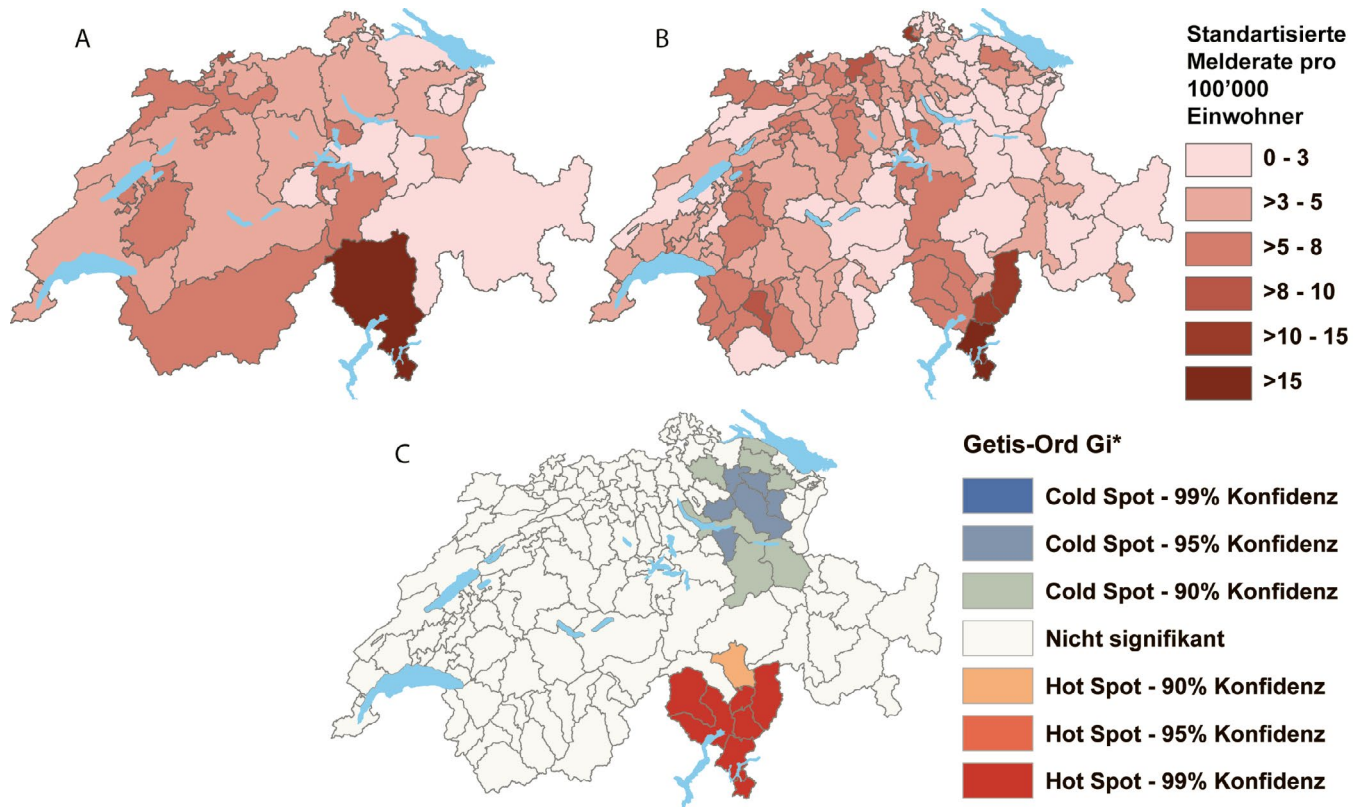 A
B
Standartisierte
Melderate pro
100'000
Einwohner
0 - 3
>3 - 5
>5 - 8
>8 - 10
>10 - 15
>15
C
Getis-Ord Gi*
Cold Spot - 99% Konfidenz
Cold Spot - 95% Konfidenz
Cold Spot - 90% Konfidenz
Nicht signifikant
Hot Spot - 90% Konfidenz
Hot Spot - 95% Konfidenz
Hot Spot - 99% Konfidenz